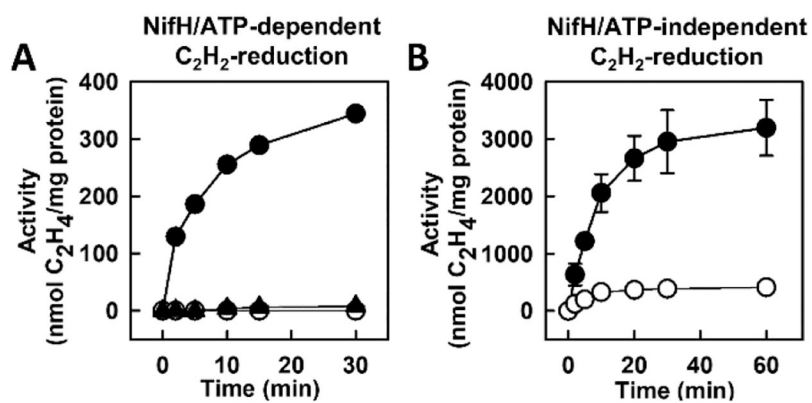 A
NifH/ATP-dependent
C₂H₂-reduction
400
300
200
100
0
Activity
(nmol C₂H₄/mg protein)
0 10 20 30
Time (min)
B
NifH/ATP-independent
C₂H₂-reduction
4000
3000
2000
1000
0
Activity
(nmol C₂H₄/mg protein)
0 20 40 60
Time (min)